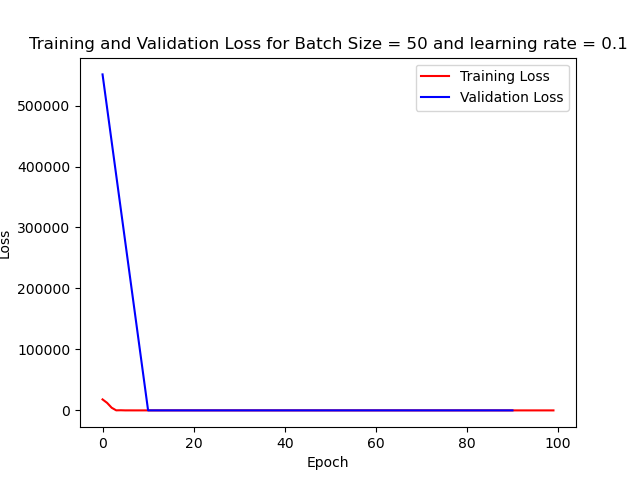 Training and Validation Loss for Batch Size = 50 and learning rate = 0.1
Training Loss
Validation Loss
500000
400000
300000
200000
100000
0
Loss
0 20 40 60 80 100
Epoch